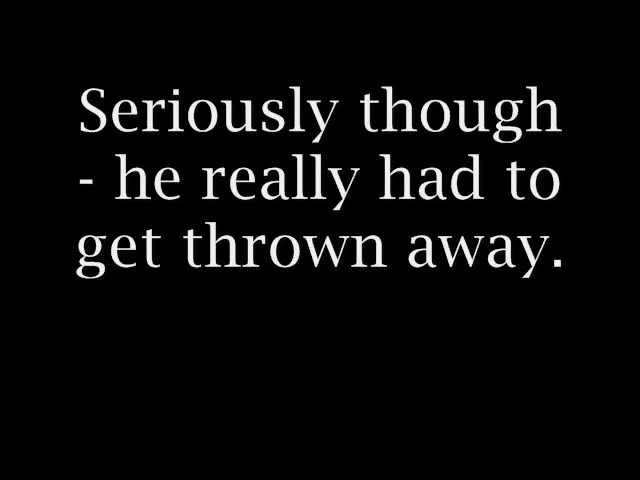 Seriously though
- he really had to
get thrown away.